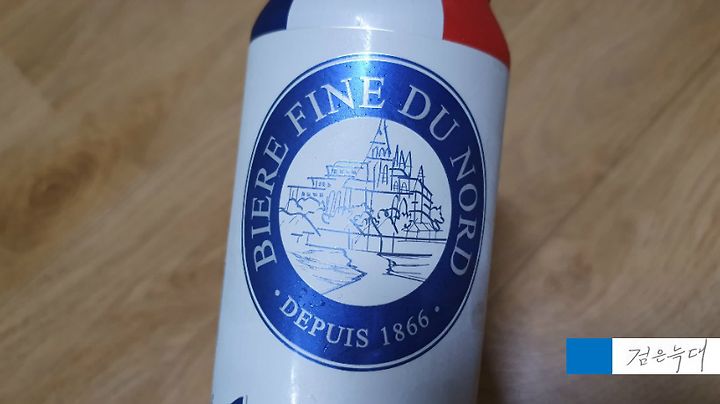 BIERE FINE DU NORD
· DEPUIS 1866 ·
검은늑대